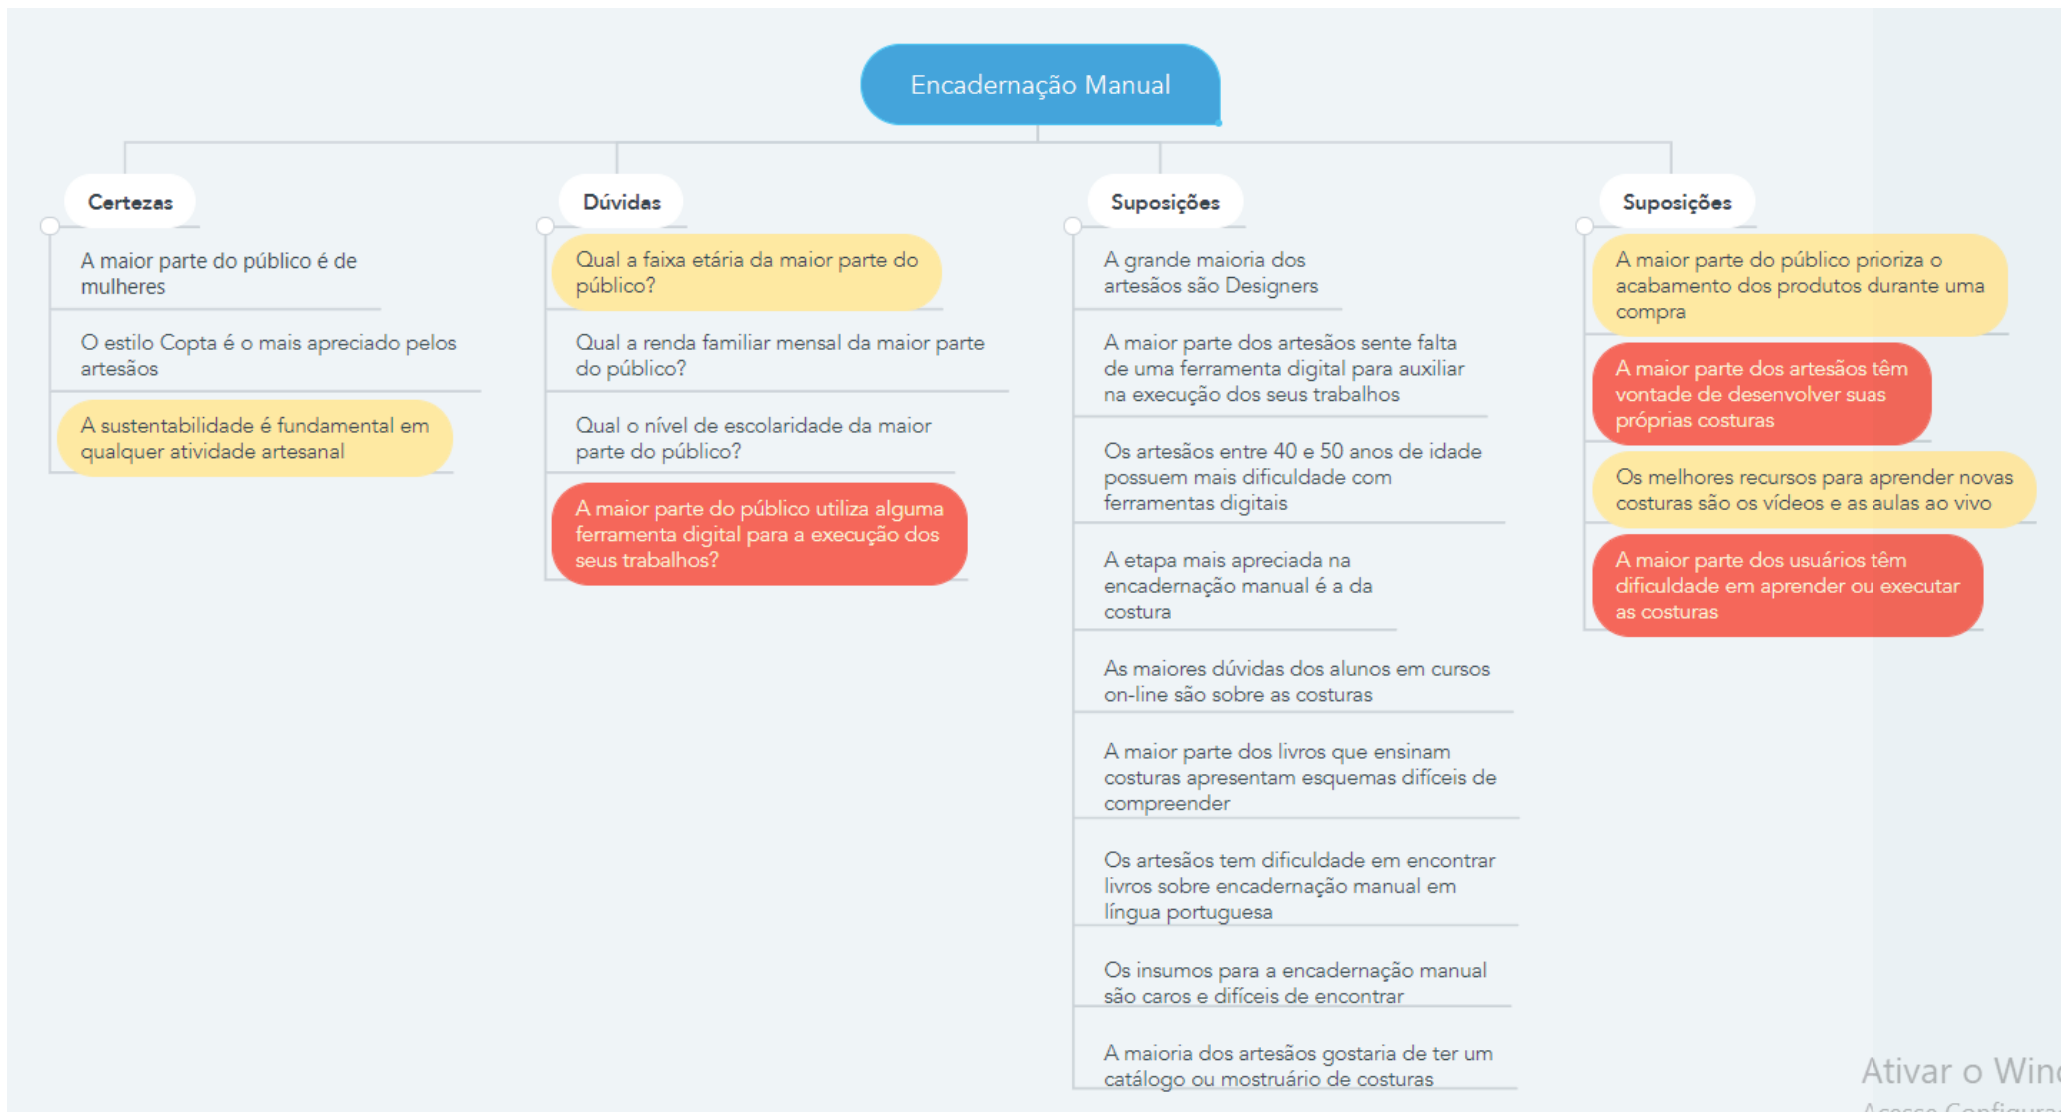 Encadernação Manual
Certezas
A maior parte do público é de
mulheres
O estilo Copta é o mais apreciado pelos
artesãos
A sustentabilidade é fundamental em
qualquer atividade artesanal
Dúvidas
Qual a faixa etária da maior parte do
público?
Qual a renda familiar mensal da maior parte
do público?
Qual o nível de escolaridade da maior
parte do público?
A maior parte do público utiliza alguma
ferramenta digital para a execução dos
seus trabalhos?
Suposições
A grande maioria dos
artesãos são Designers
A maior parte dos artesãos sente falta
de uma ferramenta digital para auxiliar
na execução dos seus trabalhos
Os artesãos entre 40 e 50 anos de idade
possuem mais dificuldade com
ferramentas digitais
A etapa mais apreciada na
encadernação manual é a da
costura
As maiores dúvidas dos alunos em cursos
on-line são sobre as costuras
A maior parte dos livros que ensinam
costuras apresentam esquemas difíceis de
compreender
Os artesãos tem dificuldade em encontrar
livros sobre encadernação manual em
língua portuguesa
Os insumos para a encadernação manual
são caros e difíceis de encontrar
A maioria dos artesãos gostaria de ter um
catálogo ou mostruário de costuras
Suposições
A maior parte do público prioriza o
acabamento dos produtos durante uma
compra
A maior parte dos artesãos têm
vontade de desenvolver suas
próprias costuras
Os melhores recursos para aprender novas
costuras são os vídeos e as aulas ao vivo
A maior parte dos usuários têm
dificuldade em aprender ou executar
as costuras
Ativar o